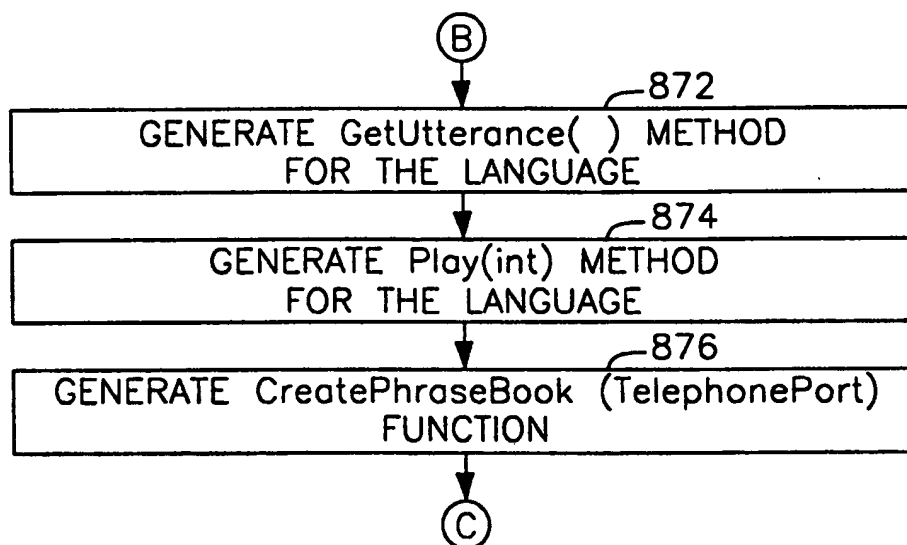 B
872
GENERATE GetUtterance( ) METHOD
FOR THE LANGUAGE
874
GENERATE Play(int) METHOD
FOR THE LANGUAGE
876
GENERATE CreatePhraseBook (TelephonePort)
FUNCTION
C